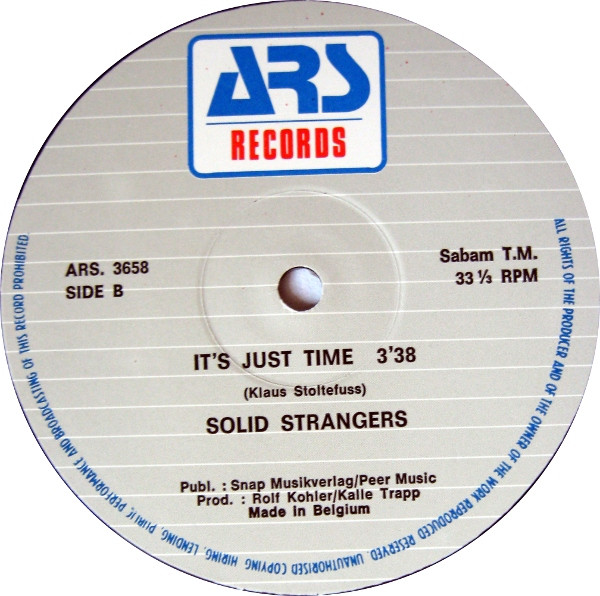 ARS
RECORDS
ARS. 3658
SIDE B
Sabam T.M.
33 ⅓ RPM
IT'S JUST TIME 3'38
(Klaus Stoltefuss)
SOLID STRANGERS
Publ. : Snap Musikverlag/Peer Music
Prod. : Rolf Kohler/Kalle Trapp
Made in Belgium
ALL RIGHTS OF THE PRODUCER AND OF THE OWNER OF THE WORK REPRODUCED RESERVED. UNAUTHORISED COPYING, HIRING, LENDING, PUBLIC PERFORMANCE AND BROADCASTING OF THIS RECORD PROHIBITED